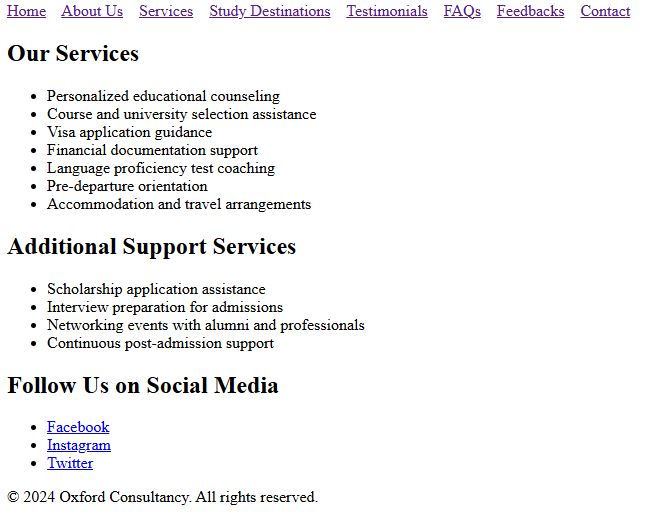 Home About Us Services Study Destinations Testimonials FAQs Feedbacks Contact
Our Services
Personalized educational counseling
Course and university selection assistance
Visa application guidance
Financial documentation support
Language proficiency test coaching
Pre-departure orientation
Accommodation and travel arrangements
Additional Support Services
Scholarship application assistance
Interview preparation for admissions
Networking events with alumni and professionals
Continuous post-admission support
Follow Us on Social Media
Facebook
Instagram
Twitter
© 2024 Oxford Consultancy. All rights reserved.